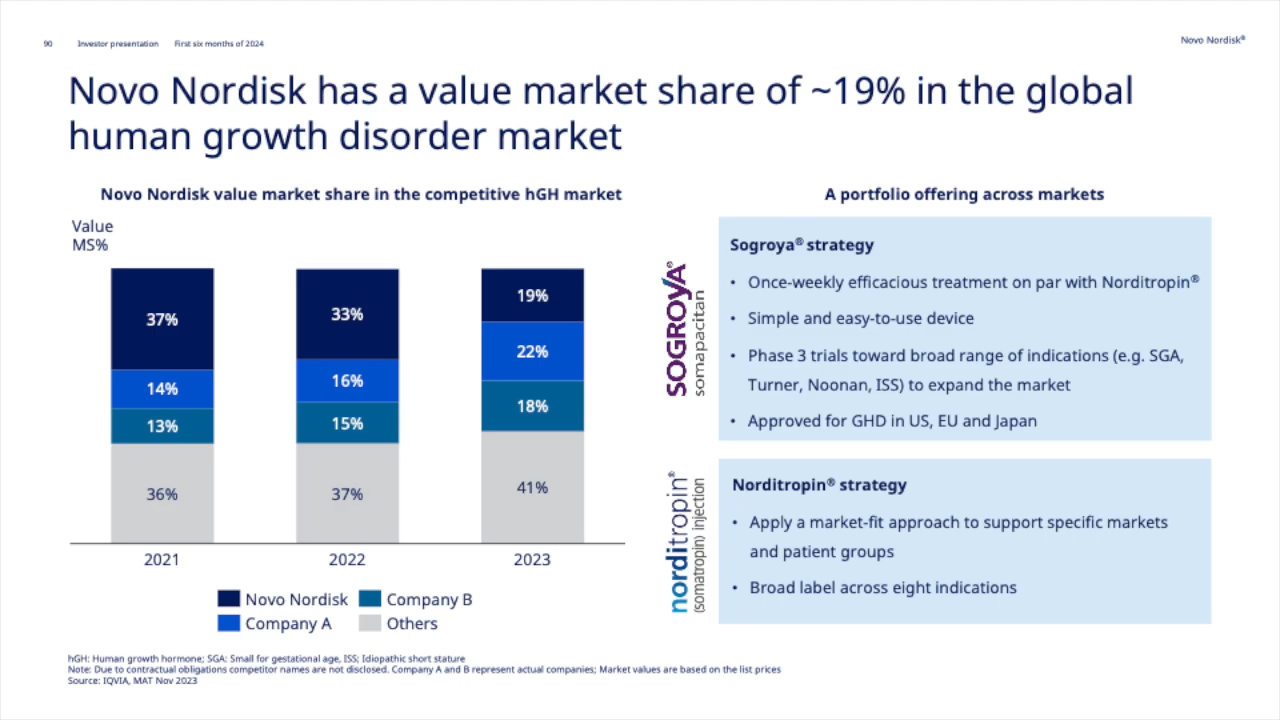 90 Investor presentation First six months of 2024
Novo Nordisk®
Novo Nordisk has a value market share of ~19% in the global
human growth disorder market
Novo Nordisk value market share in the competitive hGH market
Value
MS%
37%
14%
13%
36%
2021
33%
16%
15%
37%
2022
19%
22%
18%
41%
2023
Novo Nordisk
Company B
Company A
Others
A portfolio offering across markets
SOGROYA®
somapacitan
Sogroya® strategy
• Once-weekly efficacious treatment on par with Norditropin®
• Simple and easy-to-use device
• Phase 3 trials toward broad range of indications (e.g. SGA,
Turner, Noonan, ISS) to expand the market
• Approved for GHD in US, EU and Japan
norditropin®
(somatropin) injection
Norditropin® strategy
• Apply a market-fit approach to support specific markets
and patient groups
• Broad label across eight indications
hGH: Human growth hormone; SGA: Small for gestational age, ISS; Idiopathic short stature
Note: Due to contractual obligations competitor names are not disclosed. Company A and B represent actual companies; Market values are based on the list prices
Source: IQVIA, MAT Nov 2023